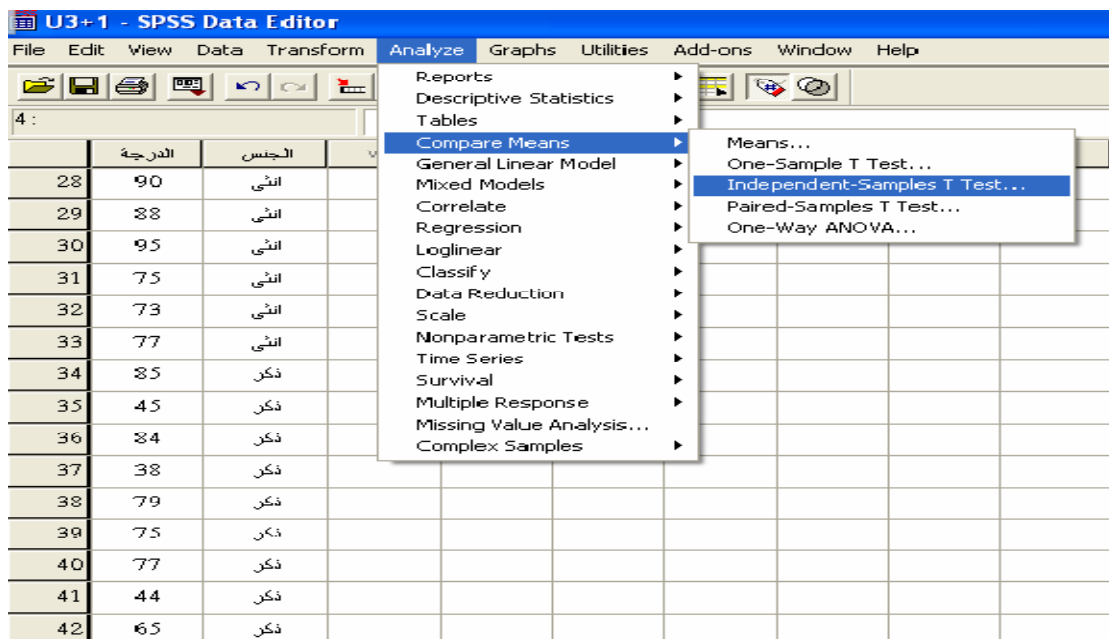 U3+1 - SPSS Data Editor
File Edit View Data Transform Analyze Graphs Utilities Add-ons Window Help
4 :
الدرجة الجنس v
28 90 انثى
29 88 انثى
30 95 انثى
31 75 انثى
32 73 انثى
33 77 انثى
34 85 ذكر
35 45 ذكر
36 84 ذكر
37 38 ذكر
38 79 ذكر
39 75 ذكر
40 77 ذكر
41 44 ذكر
42 65 ذكر
Reports
Descriptive Statistics
Tables
Compare Means
General Linear Model
Mixed Models
Correlate
Regression
Loglinear
Classify
Data Reduction
Scale
Nonparametric Tests
Time Series
Survival
Multiple Response
Missing Value Analysis...
Complex Samples
Means...
One-Sample T Test...
Independent-Samples T Test...
Paired-Samples T Test...
One-Way ANOVA...